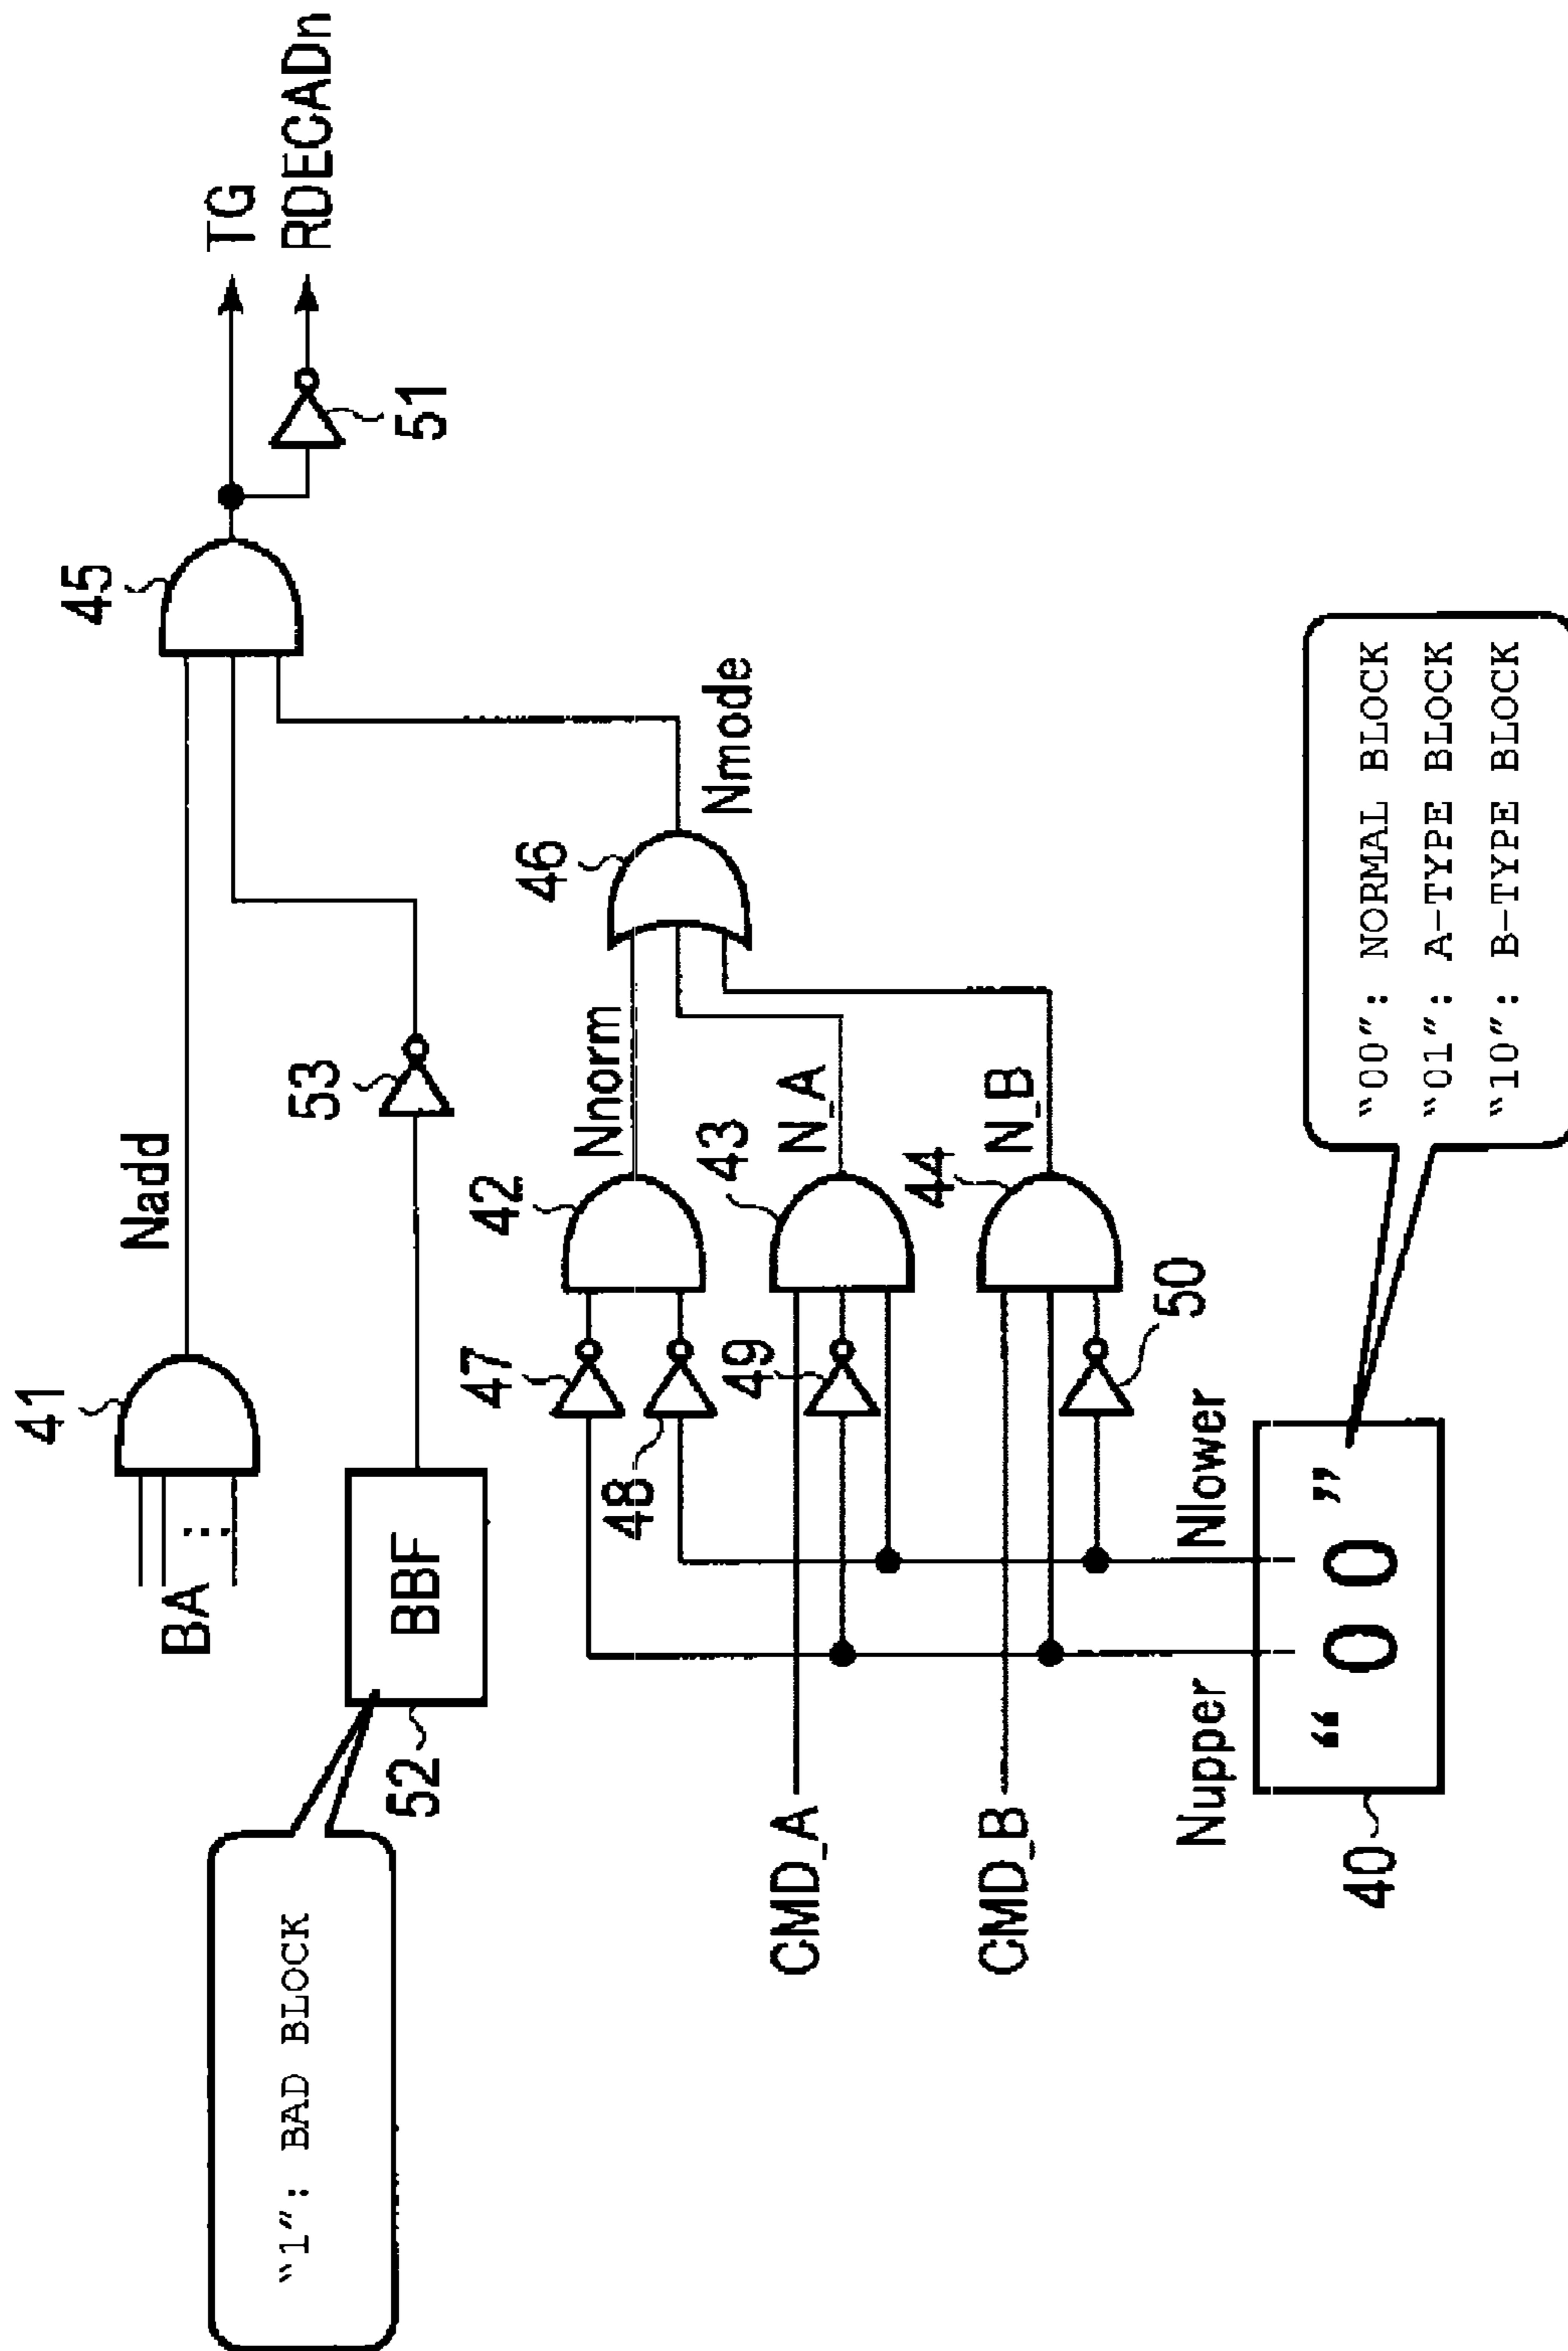 "1": BAD BLOCK
52
BBF
53
BA
41
Nadd
45
TG
RDECADn
51
CMD_A
CMD_B
47
48
49
50
42
43
44
Nnorm
N_A
N_B
46
Nmode
Nupper
Nlower
40
"00"
"00": NORMAL BLOCK
"01": A-TYPE BLOCK
"10": B-TYPE BLOCK